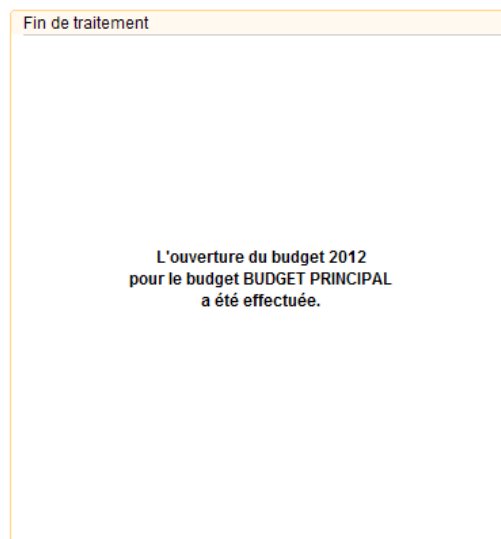 Fin de traitement
L'ouverture du budget 2012
pour le budget BUDGET PRINCIPAL
a été effectuée.